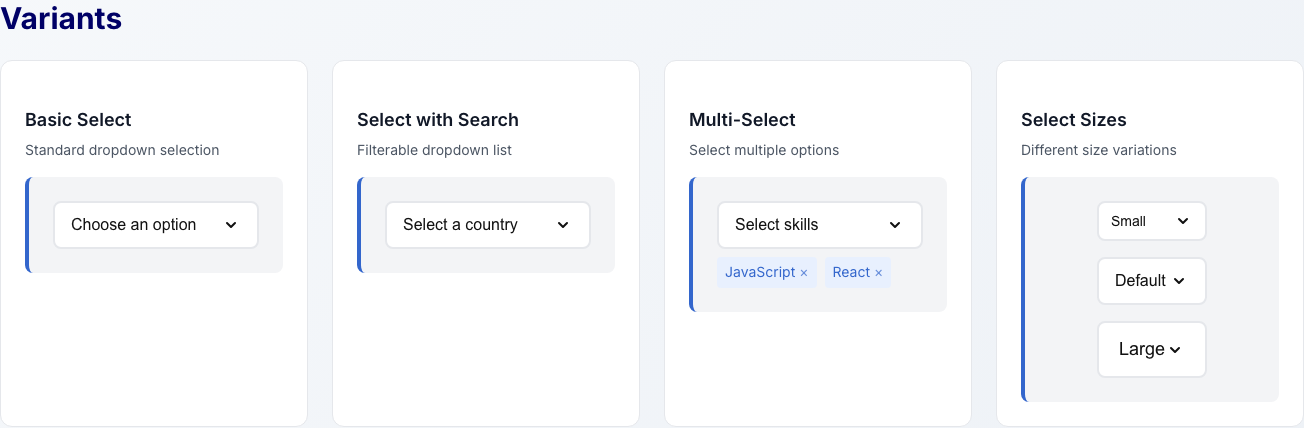 Variants
Basic Select
Standard dropdown selection
Choose an option
Select with Search
Filterable dropdown list
Select a country
Multi-Select
Select multiple options
Select skills
JavaScript × React ×
Select Sizes
Different size variations
Small
Default
Large